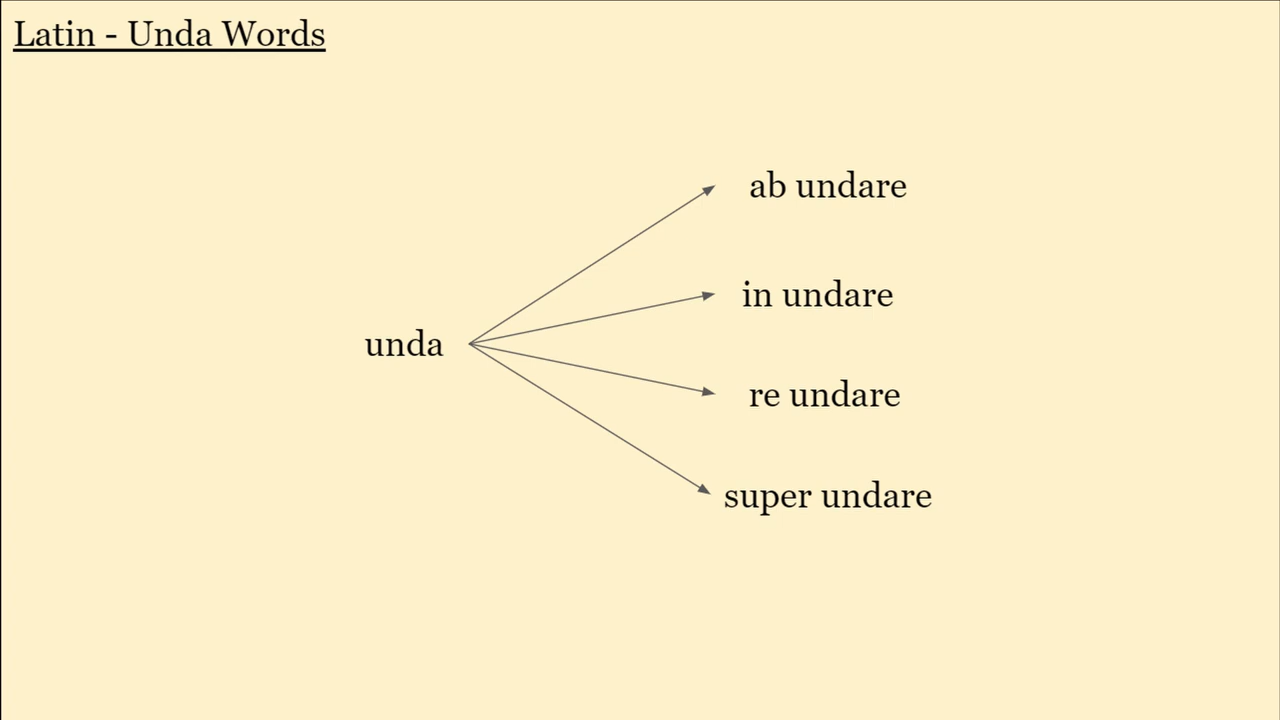 Latin - Unda Words
ab undare
in undare
unda
re undare
super undare